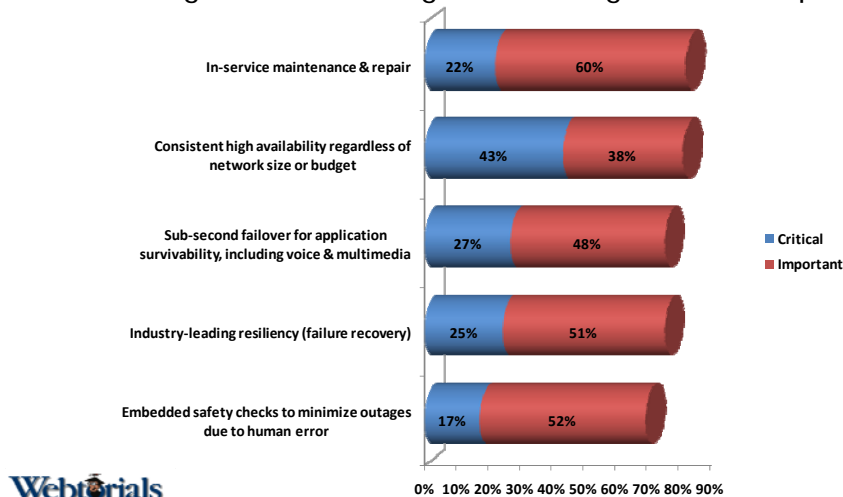 In-service maintenance & repair
22% 60%
Consistent high availability regardless of
network size or budget
43% 38%
Sub-second failover for application
survivability, including voice & multimedia
27% 48%
Critical
Important
Industry-leading resiliency (failure recovery)
25% 51%
Embedded safety checks to minimize outages
due to human error
17% 52%
0% 10% 20% 30% 40% 50% 60% 70% 80% 90%
Webtorials